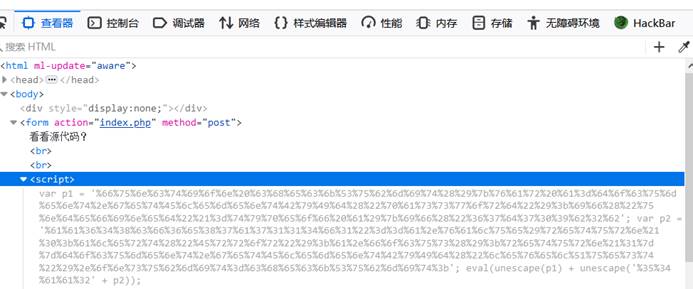 查看器 控制台 调试器 网络 样式编辑器 性能 内存 存储 无障碍环境 HackBar
搜索 HTML
<html ml-update="aware">
<head> ••• </head>
<body>
<div style="display:none;"></div>
<form action="index.php" method="post">
看看源代码?
<br>
<br>
<script>
var p1 = '%66%75%6e%63%74%69%6f%6e%20%63%68%65%63%6b%53%75%62%6d%69%74%28%29%7b%76%61%72%20%61%3d%64%6f%63%75%6d
%65%6e%74%2e%67%65%74%45%6c%65%6d%65%6e%74%42%79%49%64%28%22%70%61%73%73%77%6f%72%64%22%29%3b%69%66%28%22%75
%6e%64%65%66%69%6e%65%64%22%21%3d%74%79%70%65%6f%66%20%61%29%7b%69%66%28%22%36%37%64%37%30%39%62%32%62'; var p2 =
'%61%61%36%34%38%63%66%36%65%38%37%61%37%31%31%34%66%31%22%3d%3d%61%2e%76%61%6c%75%65%29%72%65%74%75%72%6e%21
%30%3b%61%6c%65%72%74%28%22%45%72%72%6f%72%22%29%3b%61%2e%66%6f%63%75%73%28%29%3b%72%65%74%75%72%6e%21%31%7d
%7d%64%6f%63%75%6d%65%6e%74%2e%67%65%74%45%6c%65%6d%65%6e%74%42%79%49%64%28%22%6c%65%76%65%6c%51%75%65%73%74
%22%29%2e%6f%6e%73%75%62%6d%69%74%3d%63%68%65%63%6b%53%75%62%6d%69%74%3b'; eval(unescape(p1) + unescape('%35%34
%61%61%32' + p2));